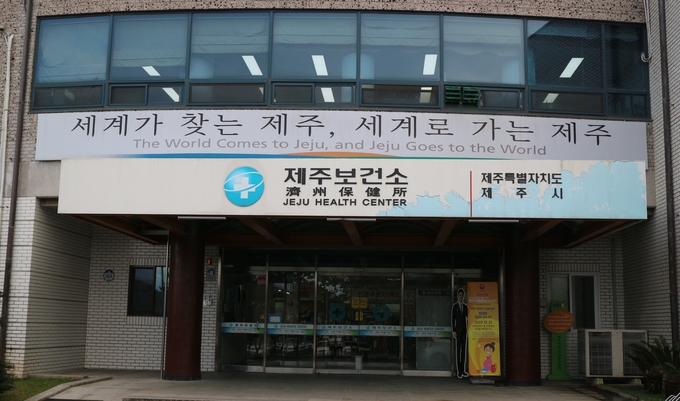 세계가 찾는 제주, 세계로 가는 제주
The World Comes to Jeju, and Jeju Goes to the World
제주보건소
濟州保健所
JEJU HEALTH CENTER
제주특별자치도
제주시